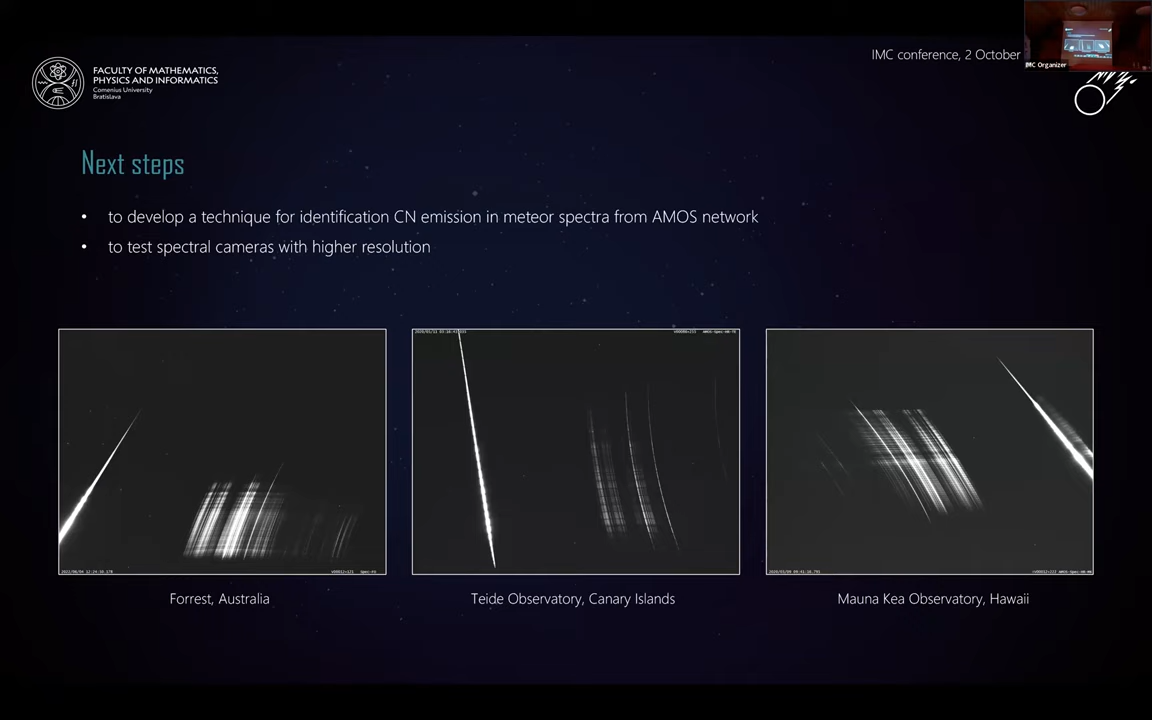 IMC conference, 2 October
IMC Organizer
FACULTY OF MATHEMATICS,
PHYSICS AND INFORMATICS
Comenius University
Bratislava
Next steps
• to develop a technique for identification CN emission in meteor spectra from AMOS network
• to test spectral cameras with higher resolution
Forrest, Australia
Teide Observatory, Canary Islands
Mauna Kea Observatory, Hawaii